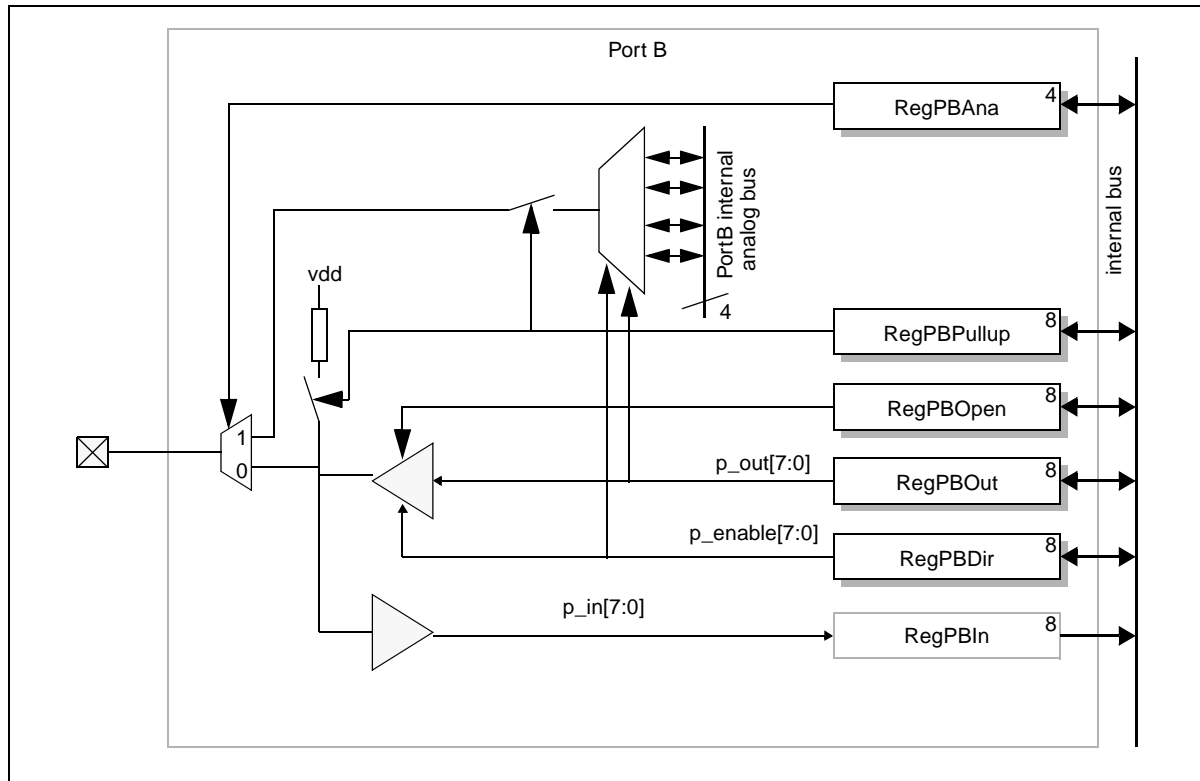 Port B
RegPBAna
4
PortB internal
analog bus
4
internal bus
vdd
RegPBPullup
8
RegPBOpen
8
1
0
p_out[7:0]
RegPBOut
8
p_enable[7:0]
RegPBDir
8
p_in[7:0]
RegPBIn
8